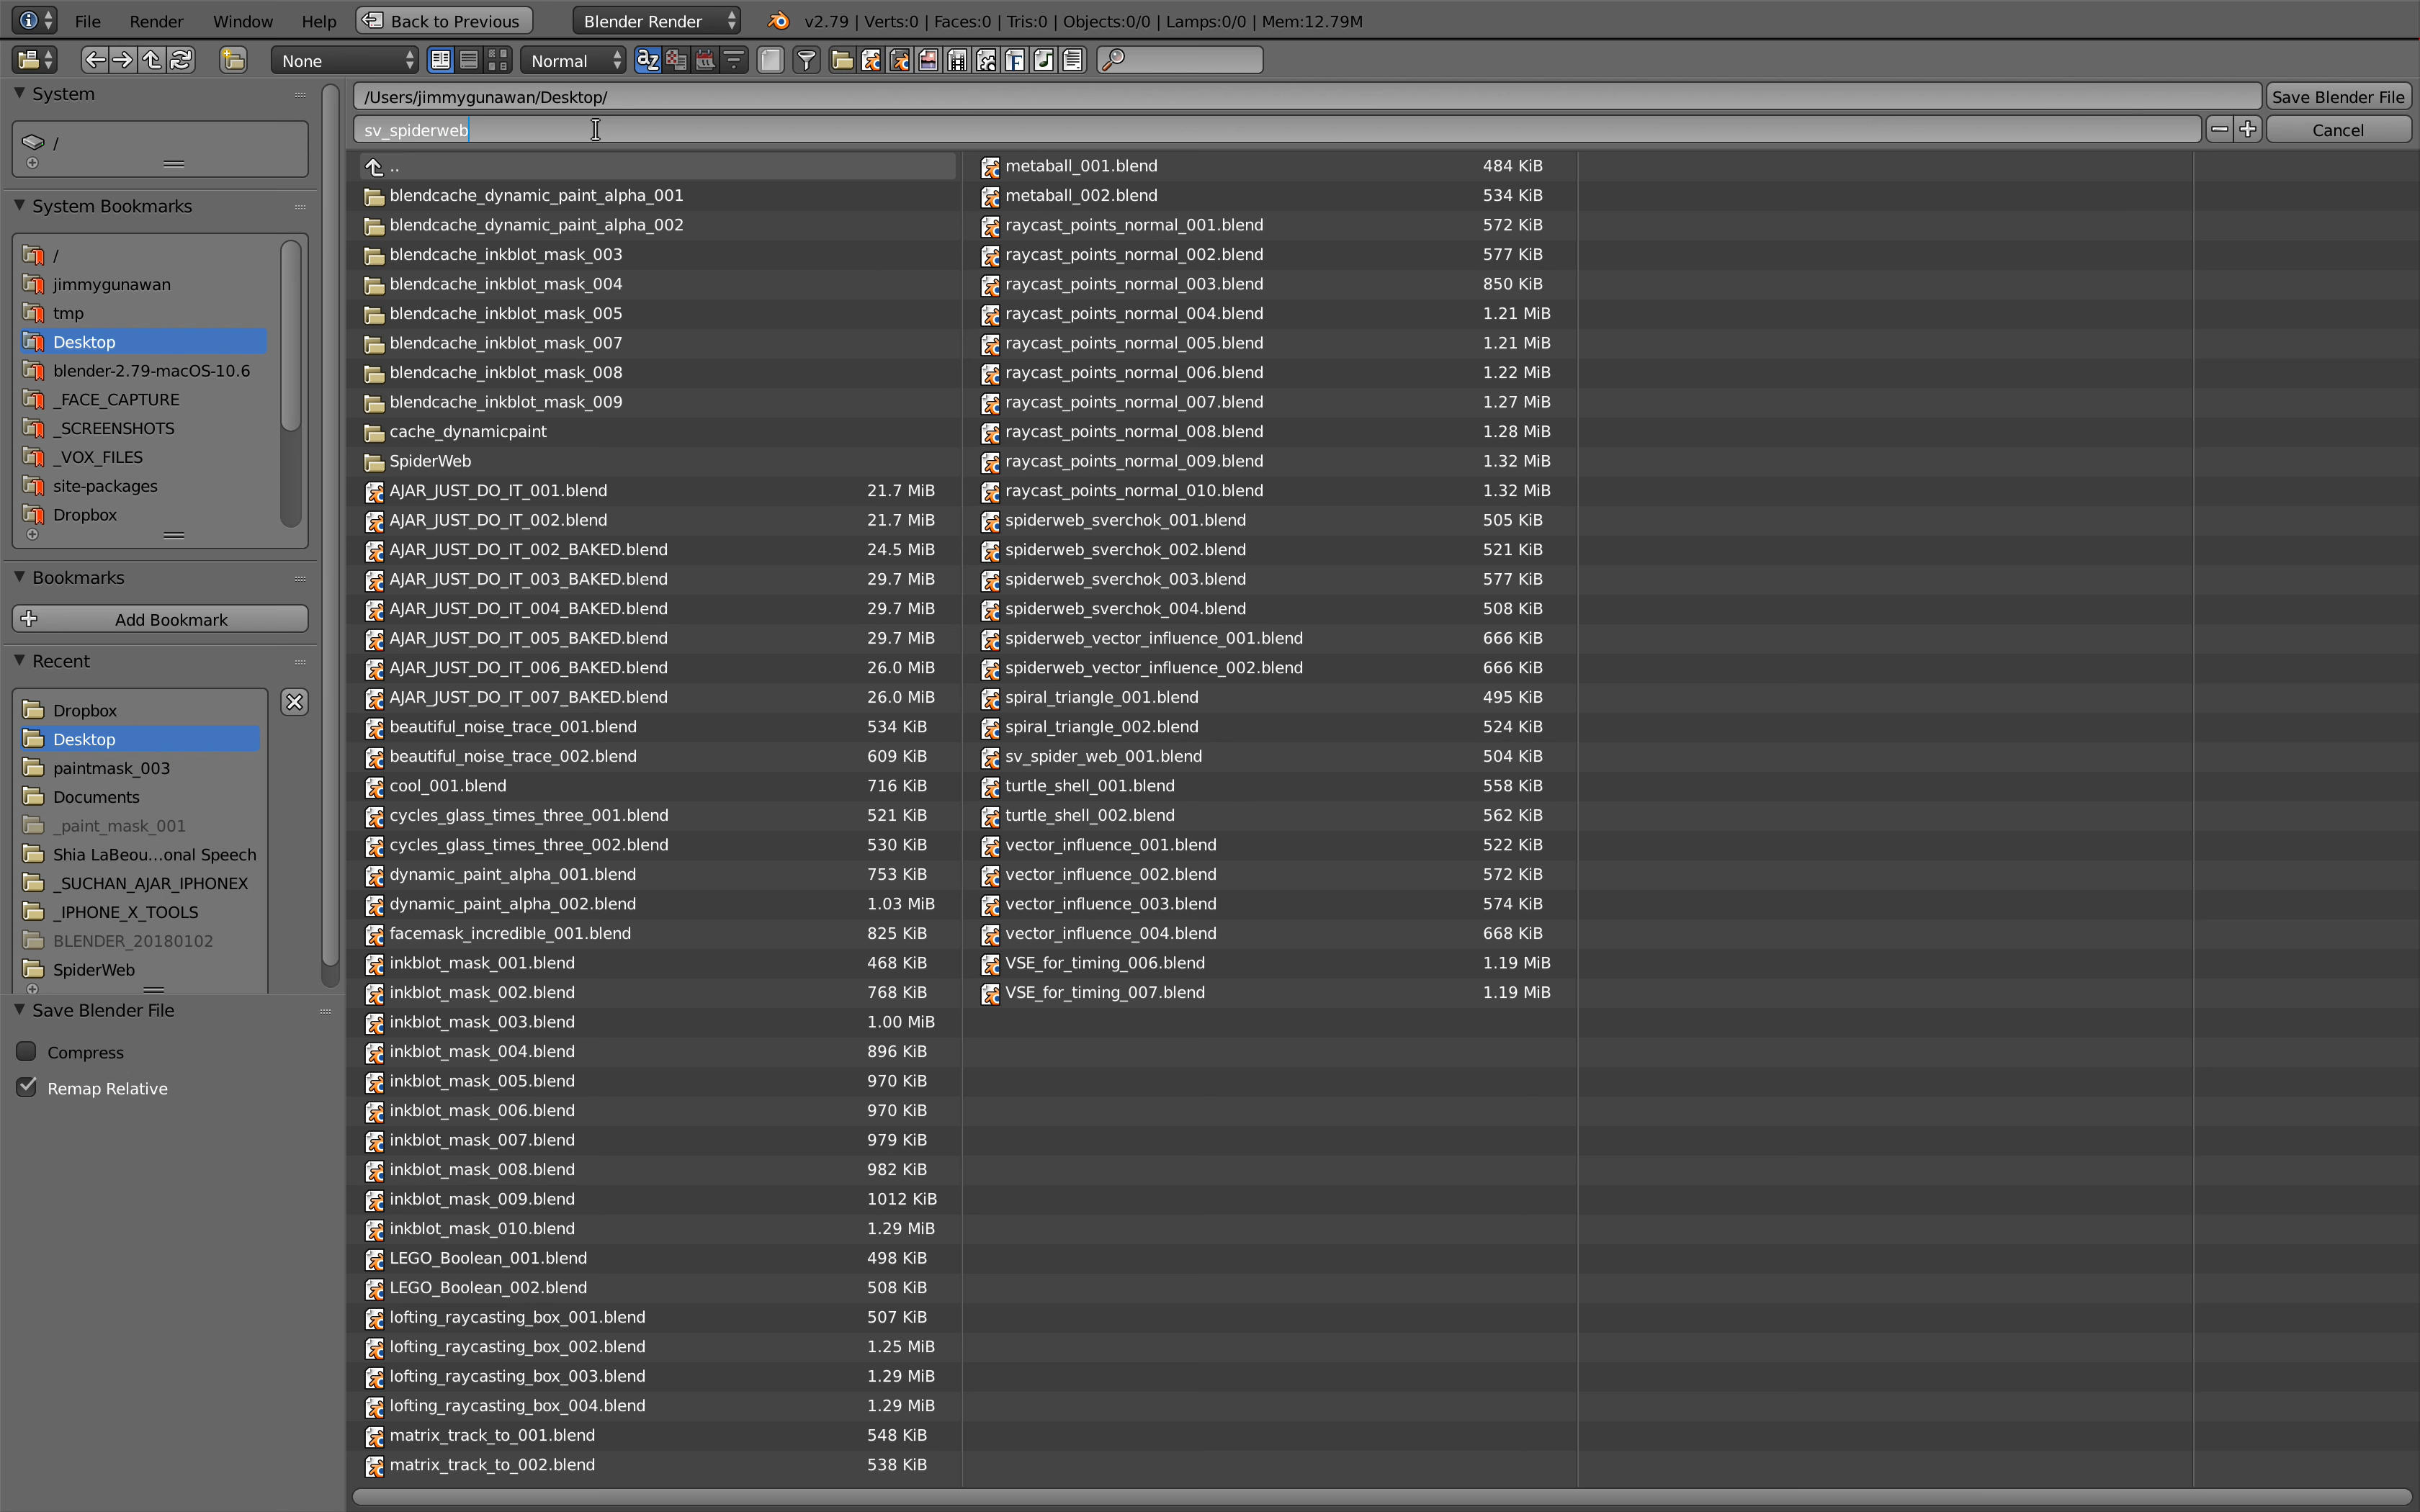 File Render Window Help Back to Previous Blender Render v2.79 | Verts:0 | Faces:0 | Tris:0 | Objects:0/0 | Lamps:0/0 | Mem:12.79M
None Normal
System
/
System Bookmarks
/
jimmygunawan
tmp
Desktop
blender-2.79-macOS-10.6
_FACE_CAPTURE
_SCREENSHOTS
_VOX_FILES
site-packages
Dropbox
Bookmarks
Add Bookmark
Recent
Dropbox
Desktop
paintmask_003
Documents
_paint_mask_001
Shia LaBeou...onal Speech
_SUCHAN_AJAR_IPHONEX
_IPHONE_X_TOOLS
BLENDER_20180102
SpiderWeb
Save Blender File
Compress
Remap Relative
/Users/jimmygunawan/Desktop/ Save Blender File
sv_spiderweb Cancel
..
blendcache_dynamic_paint_alpha_001
blendcache_dynamic_paint_alpha_002
blendcache_inkblot_mask_003
blendcache_inkblot_mask_004
blendcache_inkblot_mask_005
blendcache_inkblot_mask_007
blendcache_inkblot_mask_008
blendcache_inkblot_mask_009
cache_dynamicpaint
SpiderWeb
AJAR_JUST_DO_IT_001.blend 21.7 MiB
AJAR_JUST_DO_IT_002.blend 21.7 MiB
AJAR_JUST_DO_IT_002_BAKED.blend 24.5 MiB
AJAR_JUST_DO_IT_003_BAKED.blend 29.7 MiB
AJAR_JUST_DO_IT_004_BAKED.blend 29.7 MiB
AJAR_JUST_DO_IT_005_BAKED.blend 29.7 MiB
AJAR_JUST_DO_IT_006_BAKED.blend 26.0 MiB
AJAR_JUST_DO_IT_007_BAKED.blend 26.0 MiB
beautiful_noise_trace_001.blend 534 KiB
beautiful_noise_trace_002.blend 609 KiB
cool_001.blend 716 KiB
cycles_glass_times_three_001.blend 521 KiB
cycles_glass_times_three_002.blend 530 KiB
dynamic_paint_alpha_001.blend 753 KiB
dynamic_paint_alpha_002.blend 1.03 MiB
facemask_incredible_001.blend 825 KiB
inkblot_mask_001.blend 468 KiB
inkblot_mask_002.blend 768 KiB
inkblot_mask_003.blend 1.00 MiB
inkblot_mask_004.blend 896 KiB
inkblot_mask_005.blend 970 KiB
inkblot_mask_006.blend 970 KiB
inkblot_mask_007.blend 979 KiB
inkblot_mask_008.blend 982 KiB
inkblot_mask_009.blend 1012 KiB
inkblot_mask_010.blend 1.29 MiB
LEGO_Boolean_001.blend 498 KiB
LEGO_Boolean_002.blend 508 KiB
lofting_raycasting_box_001.blend 507 KiB
lofting_raycasting_box_002.blend 1.25 MiB
lofting_raycasting_box_003.blend 1.29 MiB
lofting_raycasting_box_004.blend 1.29 MiB
matrix_track_to_001.blend 548 KiB
matrix_track_to_002.blend 538 KiB
metaball_001.blend 484 KiB
metaball_002.blend 534 KiB
raycast_points_normal_001.blend 572 KiB
raycast_points_normal_002.blend 577 KiB
raycast_points_normal_003.blend 850 KiB
raycast_points_normal_004.blend 1.21 MiB
raycast_points_normal_005.blend 1.21 MiB
raycast_points_normal_006.blend 1.22 MiB
raycast_points_normal_007.blend 1.27 MiB
raycast_points_normal_008.blend 1.28 MiB
raycast_points_normal_009.blend 1.32 MiB
raycast_points_normal_010.blend 1.32 MiB
spiderweb_sverchok_001.blend 505 KiB
spiderweb_sverchok_002.blend 521 KiB
spiderweb_sverchok_003.blend 577 KiB
spiderweb_sverchok_004.blend 508 KiB
spiderweb_vector_influence_001.blend 666 KiB
spiderweb_vector_influence_002.blend 666 KiB
spiral_triangle_001.blend 495 KiB
spiral_triangle_002.blend 524 KiB
sv_spider_web_001.blend 504 KiB
turtle_shell_001.blend 558 KiB
turtle_shell_002.blend 562 KiB
vector_influence_001.blend 522 KiB
vector_influence_002.blend 572 KiB
vector_influence_003.blend 574 KiB
vector_influence_004.blend 668 KiB
VSE_for_timing_006.blend 1.19 MiB
VSE_for_timing_007.blend 1.19 MiB